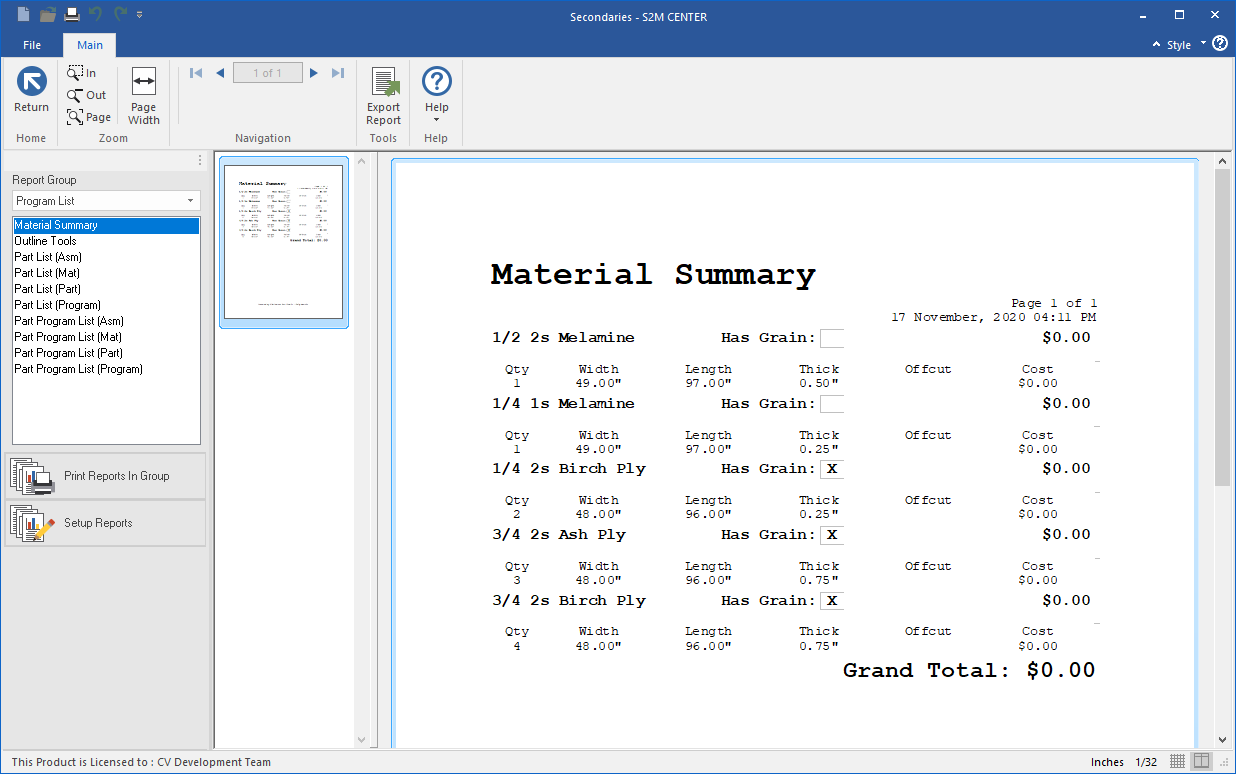 Secondaries - S2M CENTER
File Main Style
In
Out
Page
Page Width
1 of 1
Return
Export Report
Help
Home Zoom Navigation Tools Help
Report Group
Program List
Material Summary
Outline Tools
Part List (Asm)
Part List (Mat)
Part List (Part)
Part List (Program)
Part Program List (Asm)
Part Program List (Mat)
Part Program List (Part)
Part Program List (Program)
Print Reports In Group
Setup Reports
Material Summary
Page 1 of 1
17 November, 2020 04:11 PM
1/2 2s Melamine Has Grain: $0.00
Qty Width Length Thick Offcut Cost
1 49.00" 97.00" 0.50" $0.00
1/4 1s Melamine Has Grain: $0.00
Qty Width Length Thick Offcut Cost
1 49.00" 97.00" 0.25" $0.00
1/4 2s Birch Ply Has Grain: X $0.00
Qty Width Length Thick Offcut Cost
2 48.00" 96.00" 0.25" $0.00
3/4 2s Ash Ply Has Grain: X $0.00
Qty Width Length Thick Offcut Cost
3 48.00" 96.00" 0.75" $0.00
3/4 2s Birch Ply Has Grain: X $0.00
Qty Width Length Thick Offcut Cost
4 48.00" 96.00" 0.75" $0.00
Grand Total: $0.00
This Product is Licensed to : CV Development Team
Inches 1/32